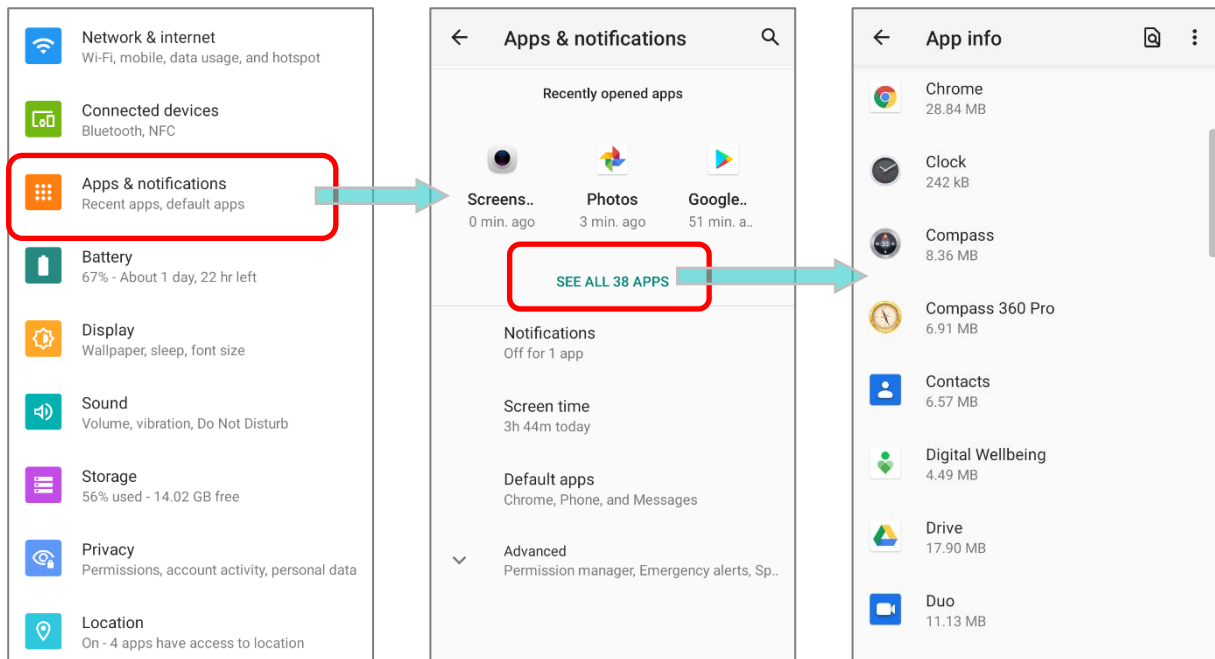 Network & internet
Wi-Fi, mobile, data usage, and hotspot
Connected devices
Bluetooth, NFC
Apps & notifications
Recent apps, default apps
Battery
67% - About 1 day, 22 hr left
Display
Wallpaper, sleep, font size
Sound
Volume, vibration, Do Not Disturb
Storage
56% used - 14.02 GB free
Privacy
Permissions, account activity, personal data
Location
On - 4 apps have access to location
Apps & notifications
Recently opened apps
Screens.. Photos Google..
0 min. ago 3 min. ago 51 min. a..
SEE ALL 38 APPS
Notifications
Off for 1 app
Screen time
3h 44m today
Default apps
Chrome, Phone, and Messages
Advanced
Permission manager, Emergency alerts, Sp..
App info
Chrome
28.84 MB
Clock
242 kB
Compass
8.36 MB
Compass 360 Pro
6.91 MB
Contacts
6.57 MB
Digital Wellbeing
4.49 MB
Drive
17.90 MB
Duo
11.13 MB